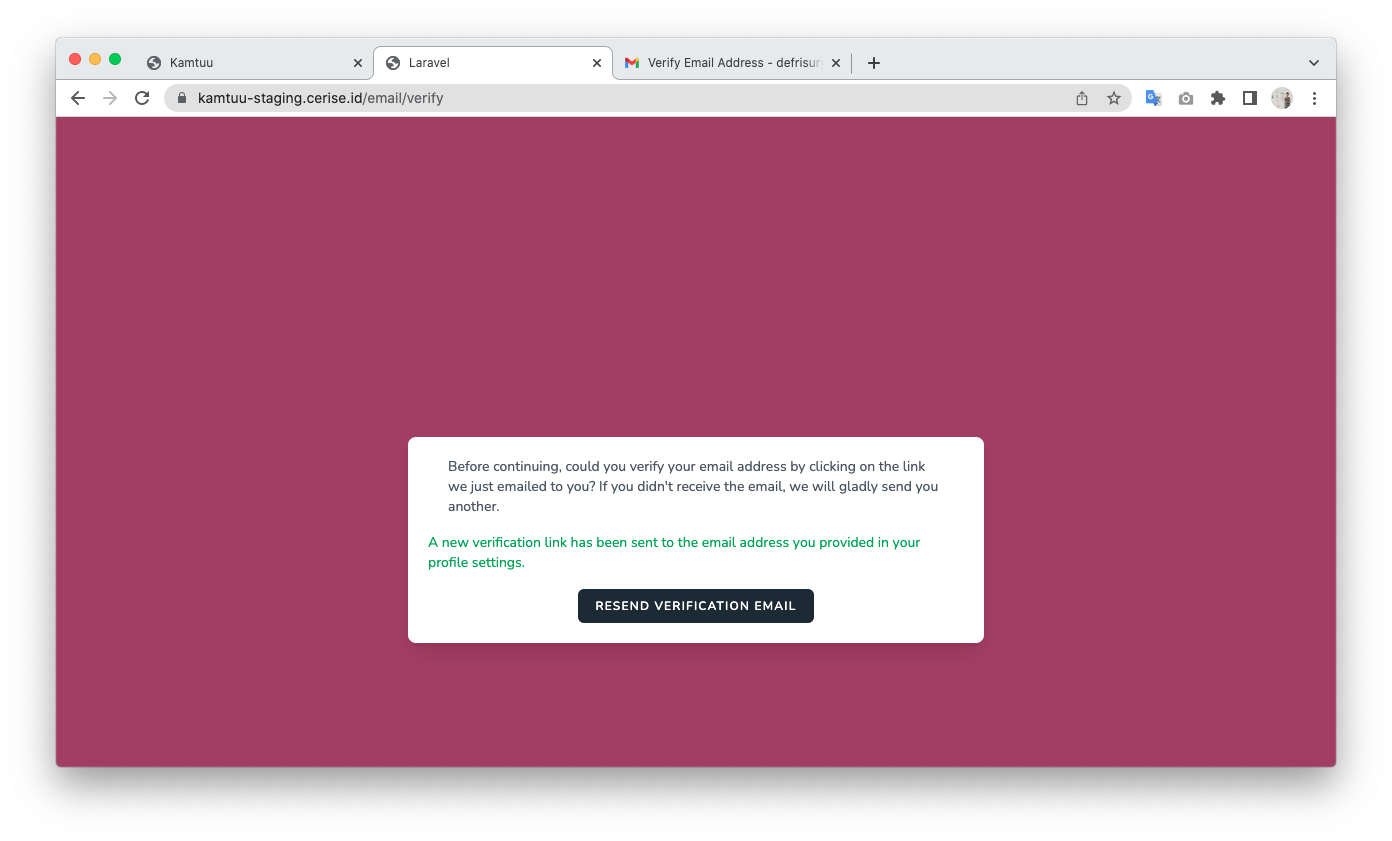 Kamtuu
Laravel
Verify Email Address - defrisury
kamtuu-staging.cerise.id/email/verify
Before continuing, could you verify your email address by clicking on the link
we just emailed to you? If you didn't receive the email, we will gladly send you
another.
A new verification link has been sent to the email address you provided in your
profile settings.
RESEND VERIFICATION EMAIL